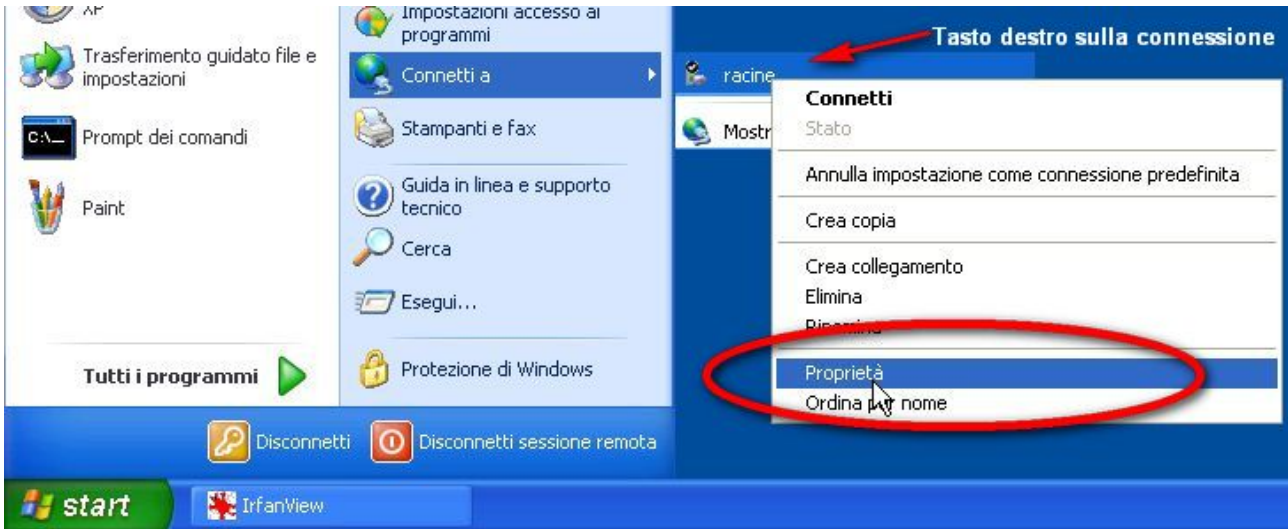 XP
Trasferimento guidato file e
impostazioni
C:\_
Prompt dei comandi
Paint
Tutti i programmi
Impostazioni accesso ai
programmi
Connetti a
Stampanti e fax
Guida in linea e supporto
tecnico
Cerca
Esegui...
Protezione di Windows
Tasto destro sulla connessione
racine
Mostr
Connetti
Stato
Annulla impostazione come connessione predefinita
Crea copia
Crea collegamento
Elimina
Rinomina
Proprietà
Ordina per nome
Disconnetti
Disconnetti sessione remota
start
IrfanView